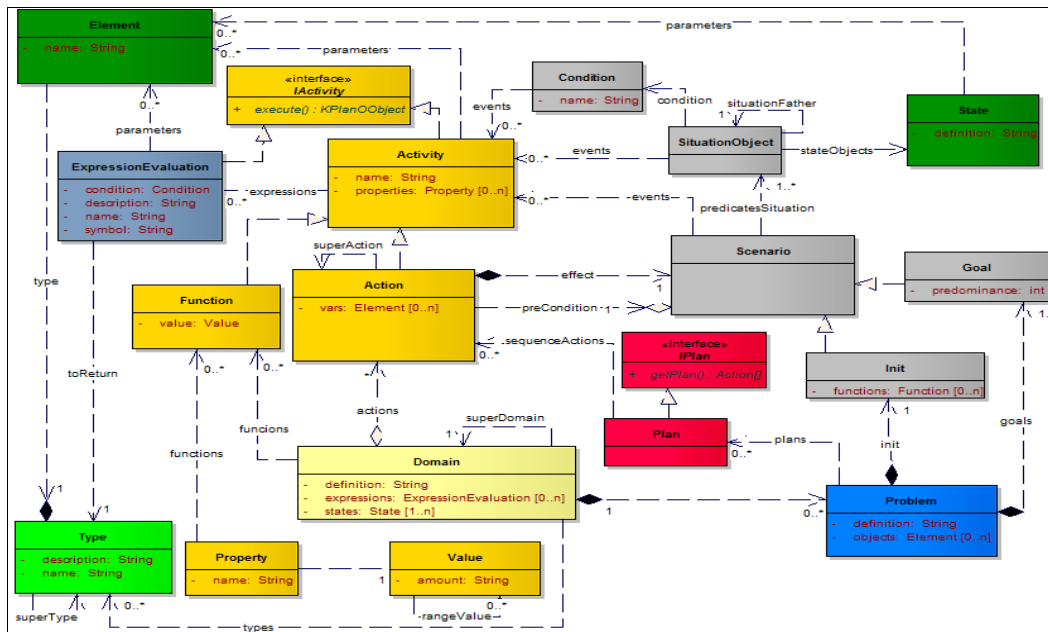 Element
- name: String
0..*
parameters
0..*
parameters
«interface»
IActivity
+ execute() : KPlanOObject
Condition
- name: String
condition
situationFather
1
State
- definition: String
0..*
parameters
events
0..*
SituationObject
stateObjects
0..*
ExpressionEvaluation
- condition: Condition
- description: String
- name: String
- symbol: String
Activity
- name: String
- properties: Property [0..n]
expressions
0..*
0..*
events
0..*
events
1..*
predicatesSituation
superAction
Scenario
Goal
- predominance: int
1..
type
Function
- value: Value
0..*
0..*
Action
- vars: Element [0..n]
effect
1
preCondition
1
sequenceActions
0..*
«interface»
IPlan
+ getPlan() : Action[]
Init
- functions: Function [0..n]
1
toReturn
*
actions
funcions
superDomain
1
Plan
plans
0..*
init
goals
functions
Domain
- definition: String
- expressions: ExpressionEvaluation [0..n]
- states: State [1..n]
1
0..*
Problem
- definition: String
- objects: Element [0..n]
1
1
Type
- description: String
- name: String
Property
- name: String
1
Value
- amount: String
0..*
rangeValue
superType
0..*
types